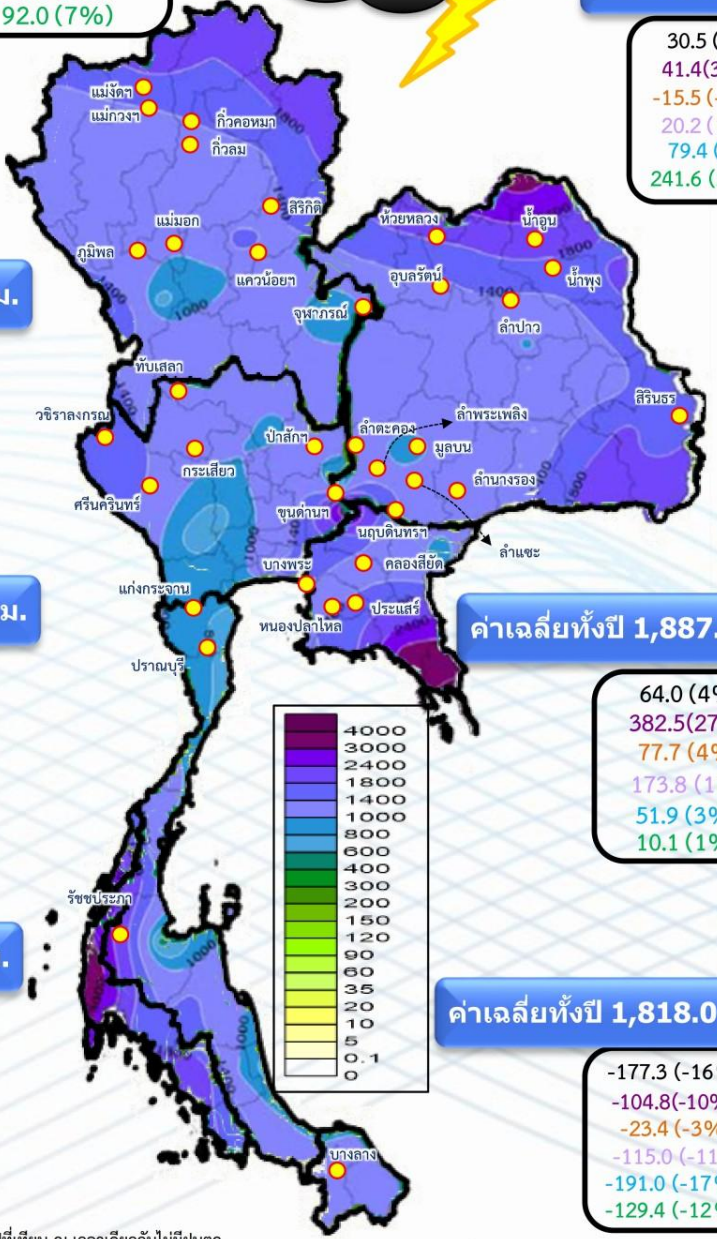 92.0 (7%)
30.5 (
41.4(3
-15.5 (-
20.2 (
79.4 (
241.6 (
แม่งัดฯ
แม่กวงฯ
กิ่วคอหมา
กิ่วลม
1800
สิริกิติ์
แม่มอก
ภูมิพล
แควน้อยฯ
1400
1000
ห้วยหลวง
น้ำอูน
1800
น้ำพุง
อุบลรัตน์
1400
ลำปาว
จุฬาภรณ์
ม.
ทับเสลา
1400
วชิราลงกรณ
สิรินธร
ป่าสักฯ
ลำตะคอง
ลำพระเพลิง
มูลบน
กระเสียว
ศรีนครินทร์
ขุนด่านฯ
ลำนางรอง
1800
1000
นฤบดินทรฯ
ลำแซะ
บางพระ
คลองสียัด
แก่งกระจาน
หนองปลาไหล
ประแสร์
2400
ม.
ปราณบุรี
ค่าเฉลี่ยทั้งปี 1,887.
64.0 (4%
382.5(27
77.7 (4%
173.8 (1
51.9 (3%
10.1 (1%
4000
3000
2400
1800
1400
1000
800
600
400
300
200
150
120
90
60
35
20
10
5
0.1
0
รัชชประภา
1000
.
ค่าเฉลี่ยทั้งปี 1,818.0
1000
1400
-177.3 (-16
-104.8(-10%
-23.4 (-3%
-115.0 (-11
-191.0 (-17%
-129.4 (-12%
บางลาง